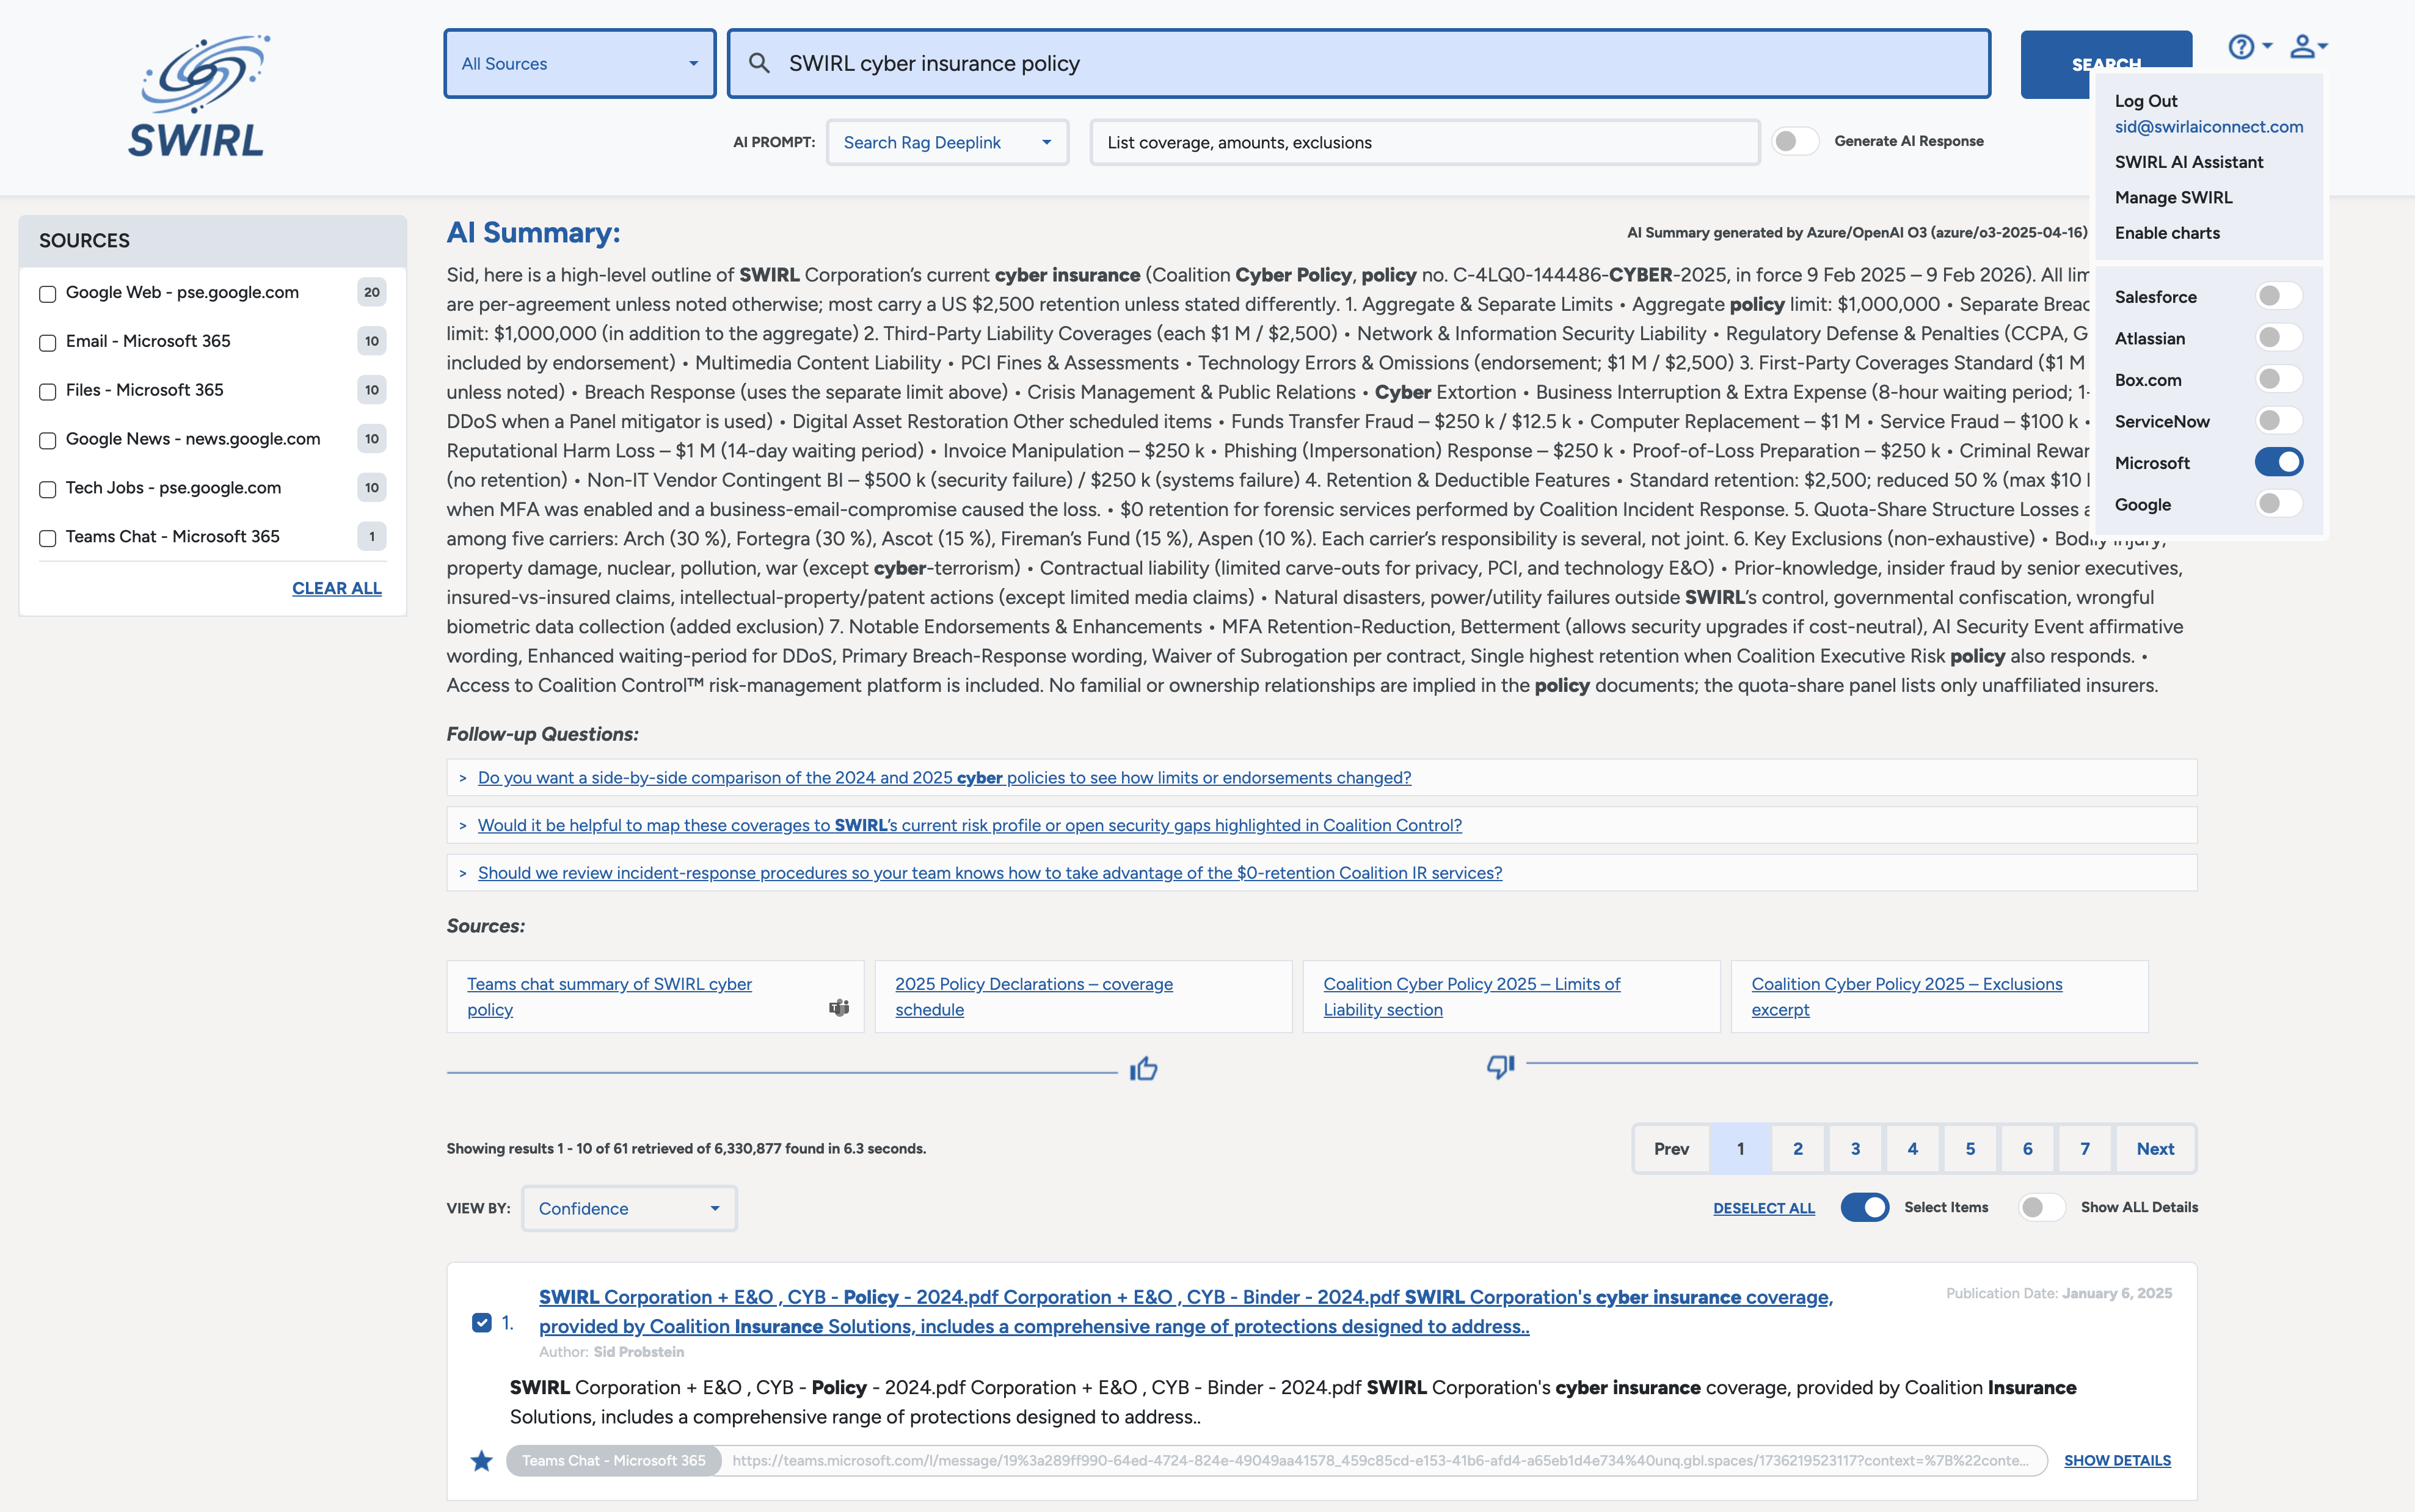 SWIRL
All Sources
SWIRL cyber insurance policy
SEARCH
AI PROMPT:
Search Rag Deeplink
List coverage, amounts, exclusions
Generate AI Response
Log Out
sid@swirlaiconnect.com
SWIRL AI Assistant
Manage SWIRL
Enable charts
Salesforce
Atlassian
Box.com
ServiceNow
Microsoft
Google
SOURCES
Google Web - pse.google.com 20
Email - Microsoft 365 10
Files - Microsoft 365 10
Google News - news.google.com 10
Tech Jobs - pse.google.com 10
Teams Chat - Microsoft 365 1
CLEAR ALL
AI Summary:
AI Summary generated by Azure/OpenAI O3 (azure/o3-2025-04-16)
Sid, here is a high-level outline of SWIRL Corporation’s current cyber insurance (Coalition Cyber Policy, policy no. C-4LQ0-144486-CYBER-2025, in force 9 Feb 2025 – 9 Feb 2026). All
are per-agreement unless noted otherwise; most carry a US $2,500 retention unless stated differently. 1. Aggregate & Separate Limits • Aggregate policy limit: $1,000,000 • Separate
limit: $1,000,000 (in addition to the aggregate) 2. Third-Party Liability Coverages (each $1 M / $2,500) • Network & Information Security Liability • Regulatory Defense & Penalties (CCPA,
included by endorsement) • Multimedia Content Liability • PCI Fines & Assessments • Technology Errors & Omissions (endorsement; $1 M / $2,500) 3. First-Party Coverages Standard ($1 M
unless noted) • Breach Response (uses the separate limit above) • Crisis Management & Public Relations • Cyber Extortion • Business Interruption & Extra Expense (8-hour waiting period; 1-
DDoS when a Panel mitigator is used) • Digital Asset Restoration Other scheduled items • Funds Transfer Fraud – $250 k / $12.5 k • Computer Replacement – $1 M • Service Fraud – $100 k •
Reputational Harm Loss – $1 M (14-day waiting period) • Invoice Manipulation – $250 k • Phishing (Impersonation) Response – $250 k • Proof-of-Loss Preparation – $250 k • Criminal
(no retention) • Non-IT Vendor Contingent BI – $500 k (security failure) / $250 k (systems failure) 4. Retention & Deductible Features • Standard retention: $2,500; reduced 50 % (max $10
when MFA was enabled and a business-email-compromise caused the loss. • $0 retention for forensic services performed by Coalition Incident Response. 5. Quota-Share Structure Losses
among five carriers: Arch (30 %), Fortegra (30 %), Ascot (15 %), Fireman’s Fund (15 %), Aspen (10 %). Each carrier’s responsibility is several, not joint. 6. Key Exclusions (non-exhaustive) • Bodily injury,
property damage, nuclear, pollution, war (except cyber-terrorism) • Contractual liability (limited carve-outs for privacy, PCI, and technology E&O) • Prior-knowledge, insider fraud by senior executives,
insured-vs-insured claims, intellectual-property/patent actions (except limited media claims) • Natural disasters, power/utility failures outside SWIRL’s control, governmental confiscation, wrongful
biometric data collection (added exclusion) 7. Notable Endorsements & Enhancements • MFA Retention-Reduction, Betterment (allows security upgrades if cost-neutral), AI Security Event affirmative
wording, Enhanced waiting-period for DDoS, Primary Breach-Response wording, Waiver of Subrogation per contract, Single highest retention when Coalition Executive Risk policy also responds. •
Access to Coalition Control™ risk-management platform is included. No familial or ownership relationships are implied in the policy documents; the quota-share panel lists only unaffiliated insurers.
Follow-up Questions:
> Do you want a side-by-side comparison of the 2024 and 2025 cyber policies to see how limits or endorsements changed?
> Would it be helpful to map these coverages to SWIRL’s current risk profile or open security gaps highlighted in Coalition Control?
> Should we review incident-response procedures so your team knows how to take advantage of the $0-retention Coalition IR services?
Sources:
Teams chat summary of SWIRL cyber
policy
2025 Policy Declarations – coverage
schedule
Coalition Cyber Policy 2025 – Limits of
Liability section
Coalition Cyber Policy 2025 – Exclusions
excerpt
Showing results 1 - 10 of 61 retrieved of 6,330,877 found in 6.3 seconds.
Prev 1 2 3 4 5 6 7 Next
VIEW BY: Confidence
DESELECT ALL Select Items Show ALL Details
1. SWIRL Corporation + E&O , CYB - Policy - 2024.pdf Corporation + E&O , CYB - Binder - 2024.pdf SWIRL Corporation's cyber insurance coverage,
provided by Coalition Insurance Solutions, includes a comprehensive range of protections designed to address..
Publication Date: January 6, 2025
Author: Sid Probstein
SWIRL Corporation + E&O , CYB - Policy - 2024.pdf Corporation + E&O , CYB - Binder - 2024.pdf SWIRL Corporation's cyber insurance coverage, provided by Coalition Insurance
Solutions, includes a comprehensive range of protections designed to address..
Teams Chat - Microsoft 365 https://teams.microsoft.com/l/message/19%3a289ff990-64ed-4724-824e-49049aa41578_459c85cd-e153-41b6-afd4-a65eb1d4e734%40unq.gbl.spaces/1736219523117?context=%7B%22conte...
SHOW DETAILS